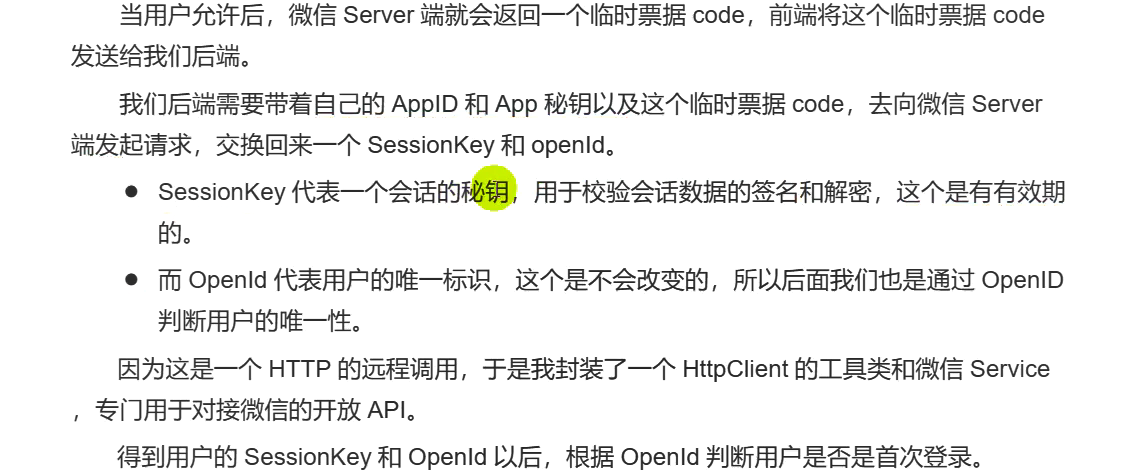 当用户允许后，微信 Server 端就会返回一个临时票据 code，前端将这个临时票据 code
发送给我们后端。
我们后端需要带着自己的 AppID 和 App 秘钥以及这个临时票据 code，去向微信 Server
端发起请求，交换回来一个 SessionKey 和 openId。
● SessionKey 代表一个会话的秘钥，用于校验会话数据的签名和解密，这个是有有效期
的。
● 而 OpenId 代表用户的唯一标识，这个是不会改变的，所以后面我们也是通过 OpenID
判断用户的唯一性。
因为这是一个 HTTP 的远程调用，于是我封装了一个 HttpClient 的工具类和微信 Service
，专门用于对接微信的开放 API。
得到用户的 SessionKey 和 OpenId 以后，根据 OpenId 判断用户是否是首次登录。